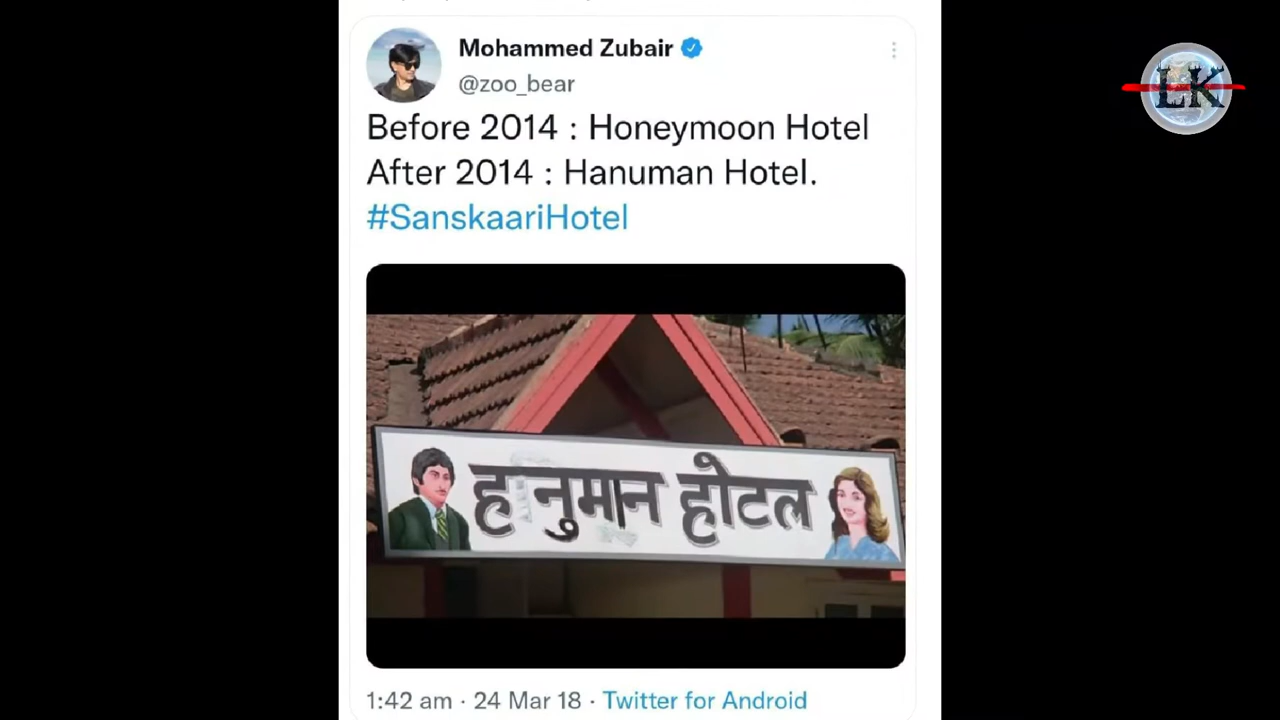 Mohammed Zubair
@zoo_bear
Before 2014 : Honeymoon Hotel
After 2014 : Hanuman Hotel.
#SanskaariHotel
हनुमान होटल
1:42 am · 24 Mar 18 · Twitter for Android
LK